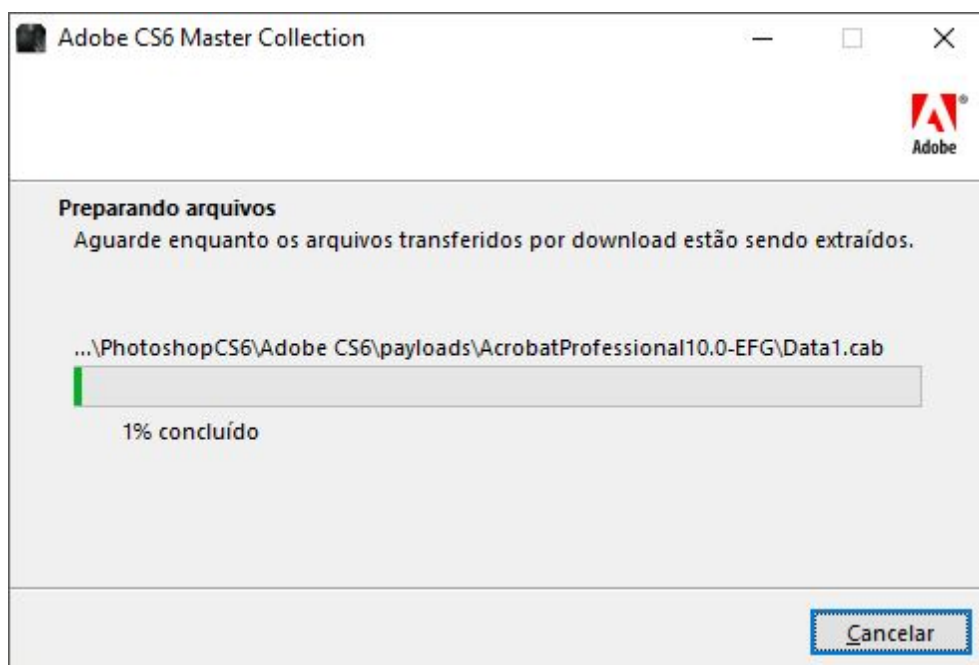 Adobe CS6 Master Collection
Adobe®
Preparando arquivos
Aguarde enquanto os arquivos transferidos por download estão sendo extraídos.
...\PhotoshopCS6\Adobe CS6\payloads\AcrobatProfessional10.0-EFG\Data1.cab
1% concluído
Cancelar